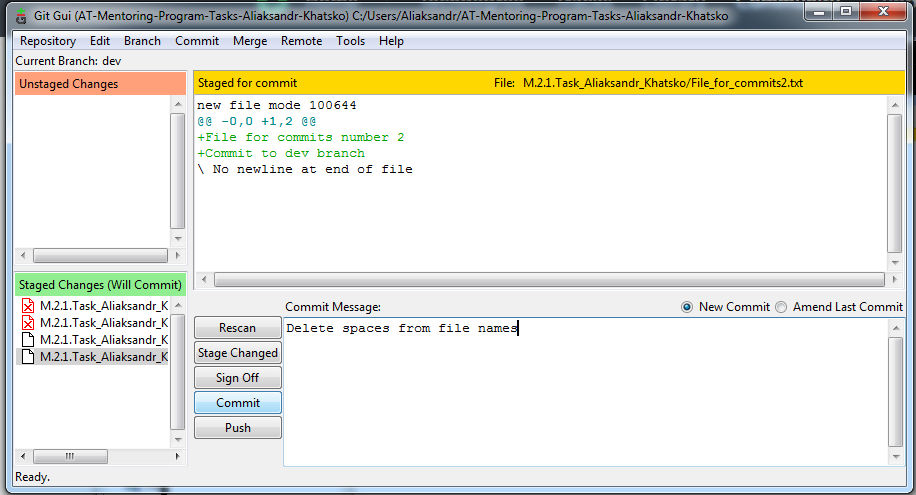 Git Gui (AT-Mentoring-Program-Tasks-Aliaksandr-Khatsko) C:/Users/Aliaksandr/AT-Mentoring-Program-Tasks-Aliaksandr-Khatsko
Repository Edit Branch Commit Merge Remote Tools Help
Current Branch: dev
Unstaged Changes
Staged for commit File: M.2.1.Task_Aliaksandr_Khatsko/File_for_commits2.txt
new file mode 100644
@@ -0,0 +1,2 @@
+File for commits number 2
+Commit to dev branch
\ No newline at end of file
Staged Changes (Will Commit)
M.2.1.Task_Aliaksandr_K
M.2.1.Task_Aliaksandr_K
M.2.1.Task_Aliaksandr_K
M.2.1.Task_Aliaksandr_K
Commit Message: New Commit Amend Last Commit
Rescan
Stage Changed
Sign Off
Commit
Push
Delete spaces from file names
Ready.